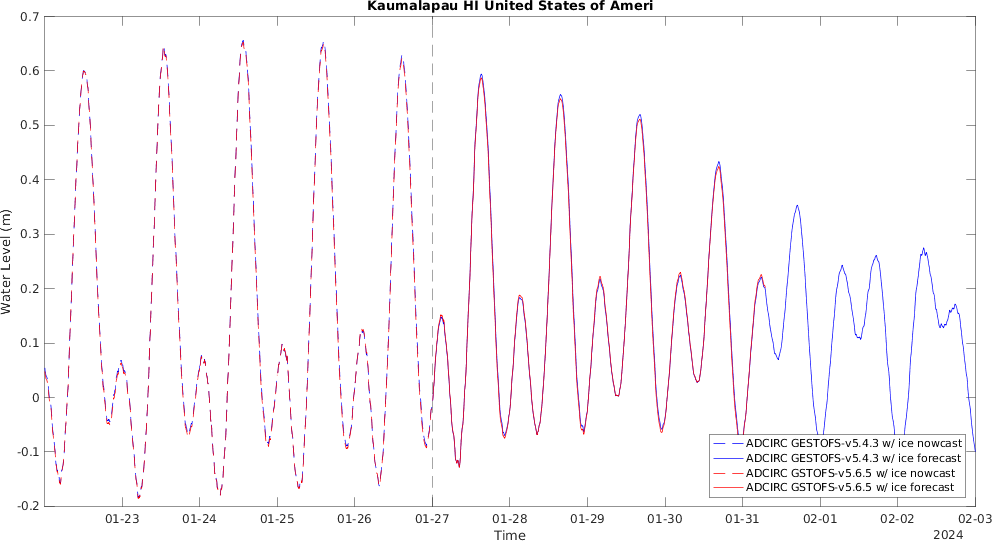 Kaumalapau HI United States of Ameri
0.7
0.6
0.5
0.4
0.3
0.2
0.1
0
-0.1
-0.2
Water Level (m)
ADCIRC GESTOFS-v5.4.3 w/ ice nowcast
ADCIRC GESTOFS-v5.4.3 w/ ice forecast
ADCIRC GSTOFS-v5.6.5 w/ ice nowcast
ADCIRC GSTOFS-v5.6.5 w/ ice forecast
01-23 01-24 01-25 01-26 01-27 01-28 01-29 01-30 01-31 02-01 02-02 02-03
Time
2024